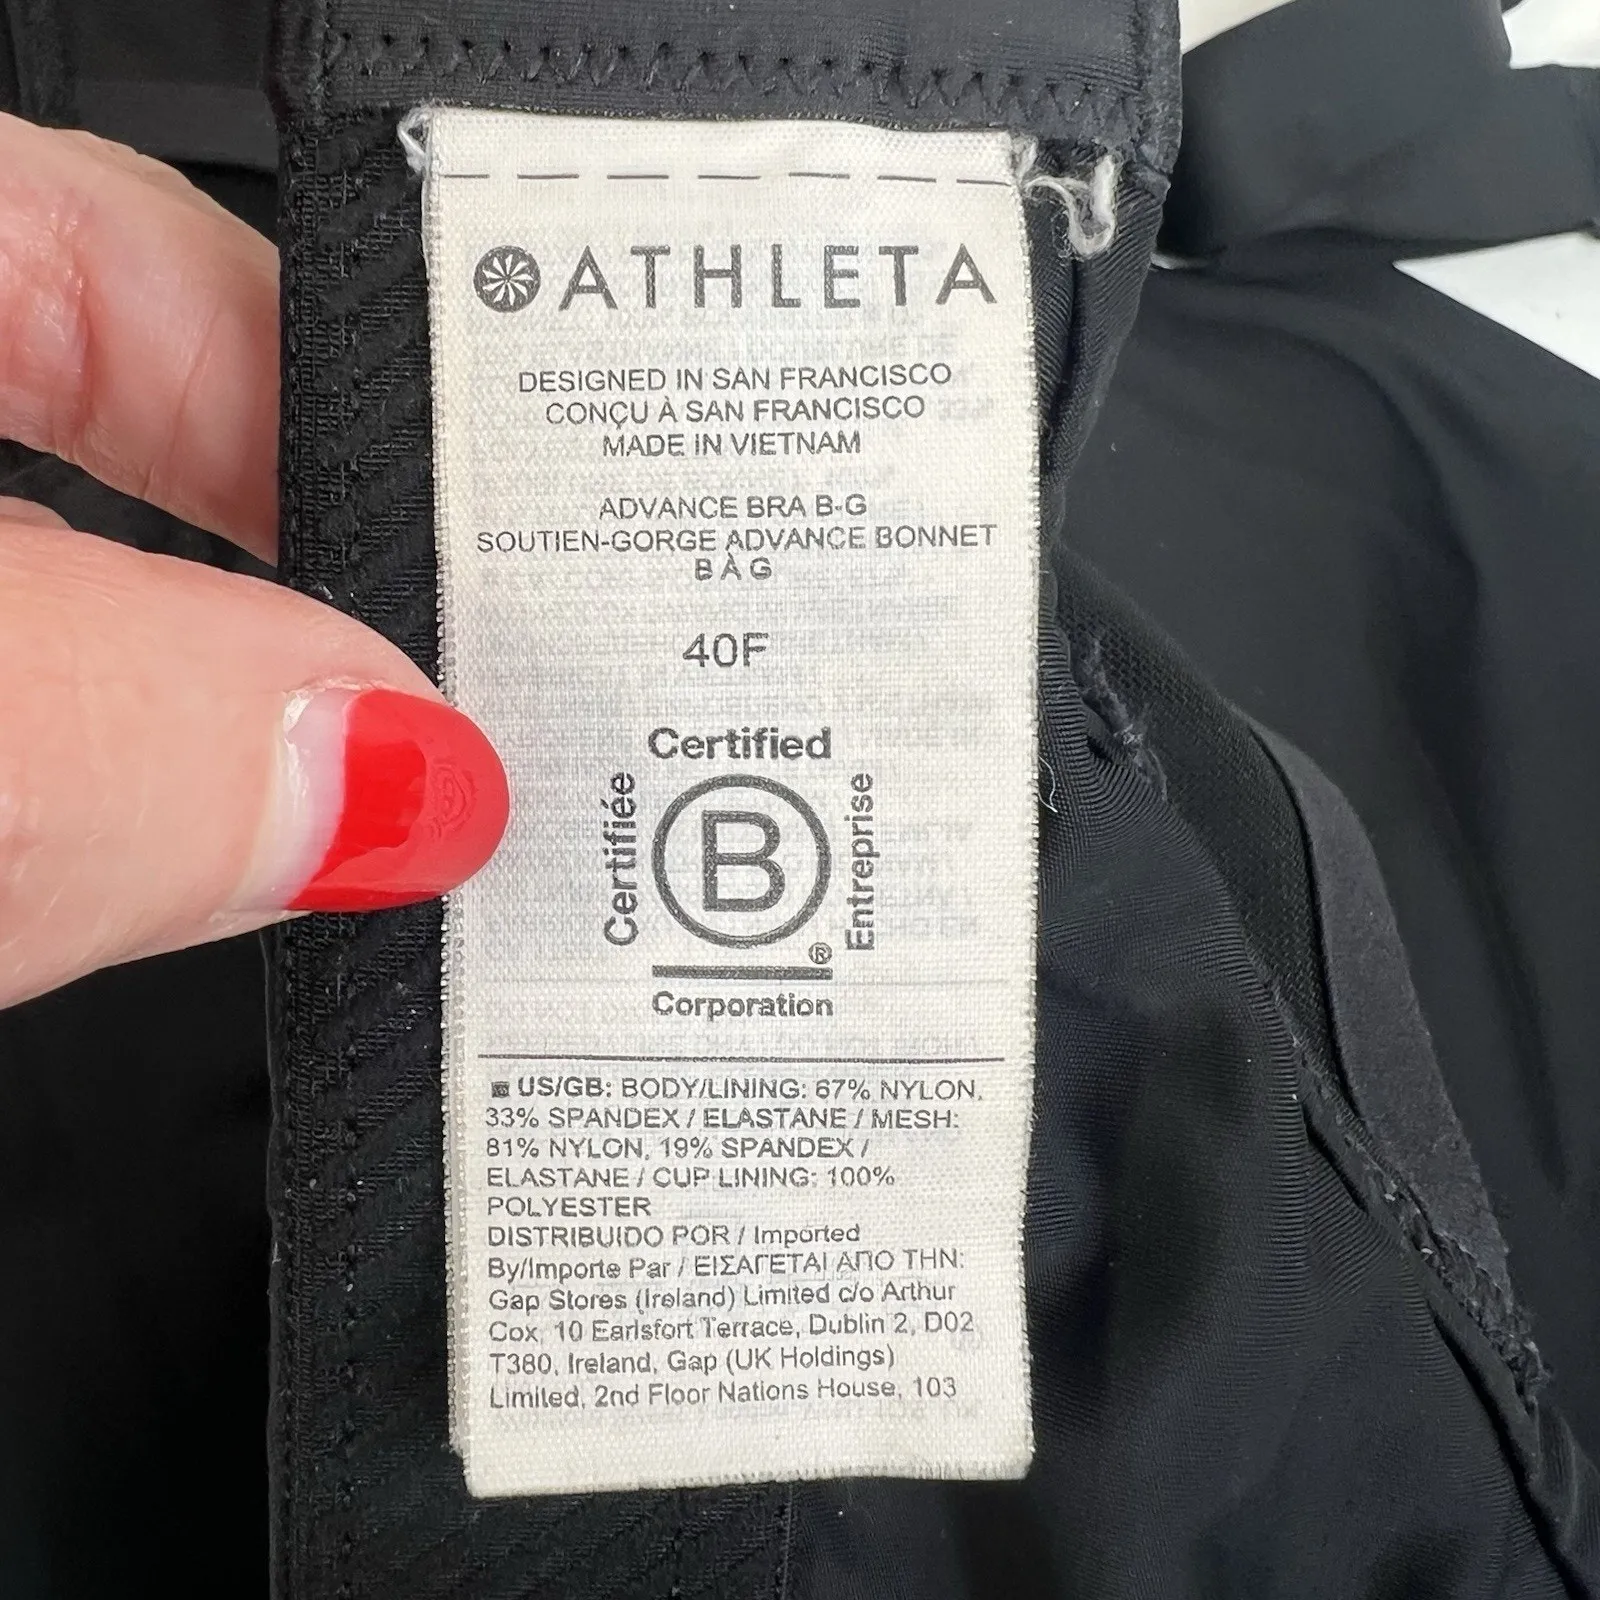 ATHLETA
DESIGNED IN SAN FRANCISCO
CONÇU À SAN FRANCISCO
MADE IN VIETNAM
ADVANCE BRA B-G
SOUTIEN-GORGE ADVANCE BONNET
B À G
40F
Certified
Certifiée
B
®
Entreprise
Corporation
US/GB: BODY/LINING: 67% NYLON,
33% SPANDEX / ELASTANE / MESH:
81% NYLON, 19% SPANDEX /
ELASTANE / CUP LINING: 100%
POLYESTER
DISTRIBUIDO POR / Imported
By/Importe Par / ΕΙΣΑΓΕΤΑΙ ΑΠΟ ΤΗΝ:
Gap Stores (Ireland) Limited c/o Arthur
Cox, 10 Earlsfort Terrace, Dublin 2, D02
T380, Ireland, Gap (UK Holdings)
Limited, 2nd Floor Nations House, 103